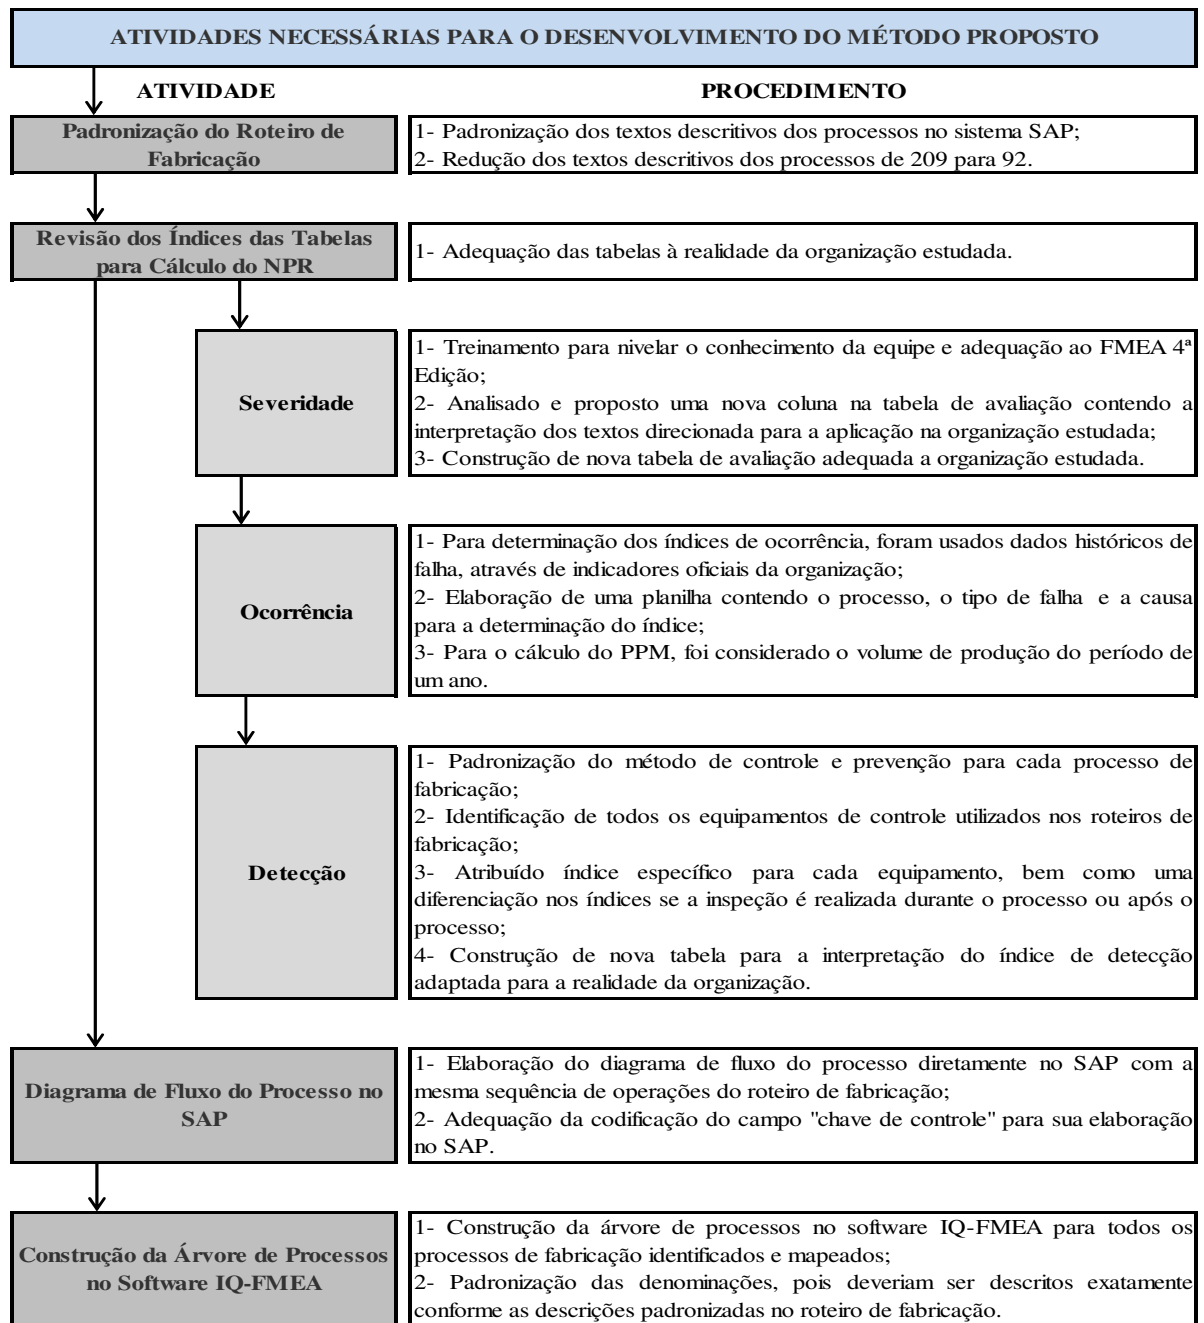 ATIVIDADES NECESSÁRIAS PARA O DESENVOLVIMENTO DO MÉTODO PROPOSTO
ATIVIDADE
PROCEDIMENTO
Padronização do Roteiro de
Fabricação
1- Padronização dos textos descritivos dos processos no sistema SAP;
2- Redução dos textos descritivos dos processos de 209 para 92.
Revisão dos Índices das Tabelas
para Cálculo do NPR
1- Adequação das tabelas à realidade da organização estudada.
Severidade
1- Treinamento para nivelar o conhecimento da equipe e adequação ao FMEA 4ª
Edição;
2- Analisado e proposto uma nova coluna na tabela de avaliação contendo a
interpretação dos textos direcionada para a aplicação na organização estudada;
3- Construção de nova tabela de avaliação adequada a organização estudada.
Ocorrência
1- Para determinação dos índices de ocorrência, foram usados dados históricos de
falha, através de indicadores oficiais da organização;
2- Elaboração de uma planilha contendo o processo, o tipo de falha e a causa
para a determinação do índice;
3- Para o cálculo do PPM, foi considerado o volume de produção do período de
um ano.
Detecção
1- Padronização do método de controle e prevenção para cada processo de
fabricação;
2- Identificação de todos os equipamentos de controle utilizados nos roteiros de
fabricação;
3- Atribuído índice específico para cada equipamento, bem como uma
diferenciação nos índices se a inspeção é realizada durante o processo ou após o
processo;
4- Construção de nova tabela para a interpretação do índice de detecção
adaptada para a realidade da organização.
Diagrama de Fluxo do Processo no
SAP
1- Elaboração do diagrama de fluxo do processo diretamente no SAP com a
mesma sequência de operações do roteiro de fabricação;
2- Adequação da codificação do campo "chave de controle" para sua elaboração
no SAP.
Construção da Árvore de Processos
no Software IQ-FMEA
1- Construção da árvore de processos no software IQ-FMEA para todos os
processos de fabricação identificados e mapeados;
2- Padronização das denominações, pois deveriam ser descritos exatamente
conforme as descrições padronizadas no roteiro de fabricação.